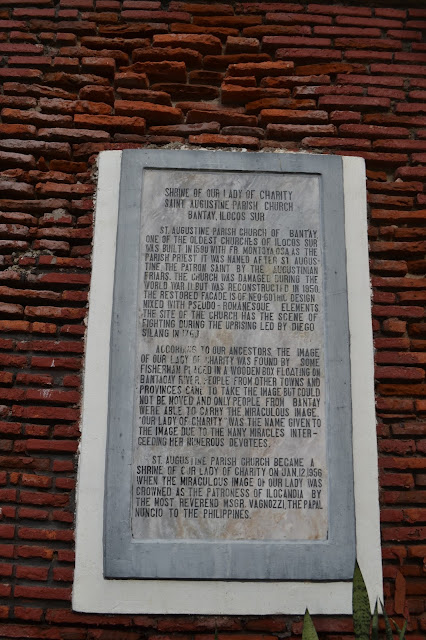 SHRINE OF OUR LADY OF CHARITY
SAINT AUGUSTINE PARISH CHURCH
BANTAY, ILOCOS SUR
ST. AUGUSTINE PARISH CHURCH OF BANTAY
ONE OF THE OLDEST CHURCHES OF ILOCOS SUR
WAS BUILT IN 1590 WITH FR. MONTOYA OSA AS THE
PARISH PRIEST. IT WAS NAMED AFTER ST. AUGUS-
TINE, THE PATRON SAINT BY THE AUGUSTINIAN
FRIARS. THE CHURCH WAS DAMAGED DURING THE
WORLD WAR II BUT WAS RECONSTRUCTED IN 1950.
THE RESTORED FACADE IS OF NEO-GOTHIC DESIGN
MIXED WITH PSEUDO-ROMANESQUE ELEMENTS
THE SITE OF THE CHURCH WAS THE SCENE OF
FIGHTING DURING THE UPRISING LED BY DIEGO
SILANG IN 1763
ACCORDING TO OUR ANCESTORS THE IMAGE
OF OUR LADY OF CHARITY WAS FOUND BY SOME
FISHERMAN PLACED IN A WOODEN BOX FLOATING ON
BANTAOAY RIVER. PEOPLE FROM OTHER TOWNS AND
PROVINCES CAME TO TAKE THE IMAGE BUT COULD
NOT BE MOVED AND ONLY PEOPLE FROM BANTAY
WERE ABLE TO CARRY THE MIRACULOUS IMAGE.
"OUR LADY OF CHARITY" WAS THE NAME GIVEN TO
THE IMAGE DUE TO THE MANY MIRACLES INTER-
CEEDING HER NUMEROUS DEVOTEES.
ST. AUGUSTINE PARISH CHURCH BECAME A
SHRINE OF OUR LADY OF CHARITY ON JAN. 12, 1956
WHEN THE MIRACULOUS IMAGE OF OUR LADY WAS
CROWNED AS THE PATRONESS OF ILOCANDIA BY
THE MOST REVEREND MSGR. VAGNOZZI, THE PAPAL
NUNCIO TO THE PHILIPPINES.